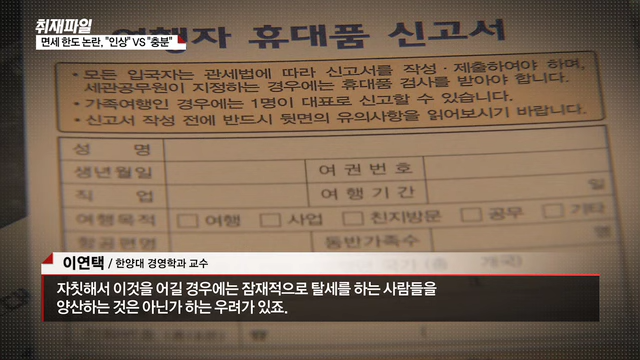 취재파일
면세 한도 논란, "인상" VS "충분"
여행자 휴대품 신고서
• 모든 입국자는 관세법에 따라 신고서를 작성·제출하여야 하며,
세관공무원이 지정하는 경우에는 휴대품 검사를 받아야 합니다.
• 가족여행인 경우에는 1명이 대표로 신고할 수 있습니다.
• 신고서 작성 전에 반드시 뒷면의 유의사항을 읽어보시기 바랍니다.
성 명
생년월일 여권번호
직 업 여행기간 일
여행목적 □ 여행 □ 사업 □ 친지방문 □ 공무 □ 기타
항공편명 동반가족수 명
이연택 / 한양대 경영학과 교수
자칫해서 이것을 어길 경우에는 잠재적으로 탈세를 하는 사람들을
양산하는 것은 아닌가 하는 우려가 있죠.